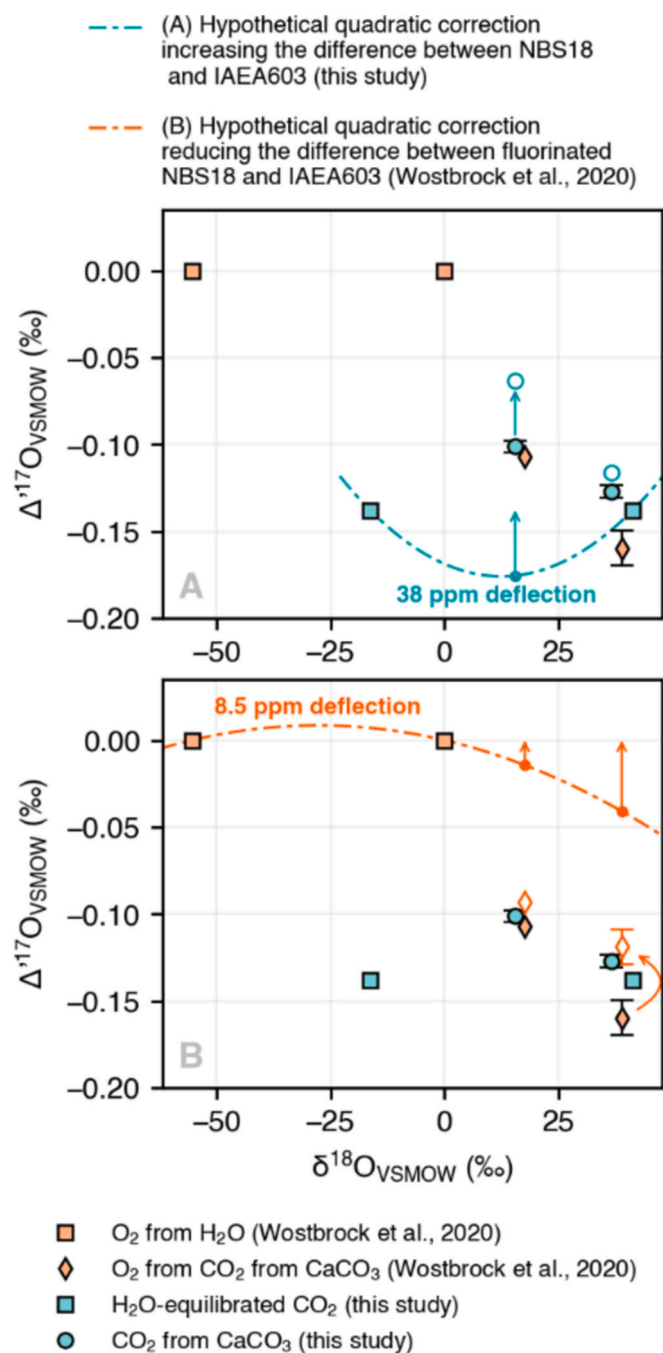 (A) Hypothetical quadratic correction
increasing the difference between NBS18
and IAEA603 (this study)
(B) Hypothetical quadratic correction
reducing the difference between fluorinated
NBS18 and IAEA603 (Wostbrock et al., 2020)
0.00
−0.05
−0.10
−0.15
−0.20
Δ'¹⁷O_VSMOW (‰)
38 ppm deflection
A
−50
−25
0
25
8.5 ppm deflection
0.00
−0.05
−0.10
−0.15
−0.20
Δ'¹⁷O_VSMOW (‰)
B
−50
−25
0
25
δ¹⁸O_VSMOW (‰)
O₂ from H₂O (Wostbrock et al., 2020)
O₂ from CO₂ from CaCO₃ (Wostbrock et al., 2020)
H₂O-equilibrated CO₂ (this study)
CO₂ from CaCO₃ (this study)